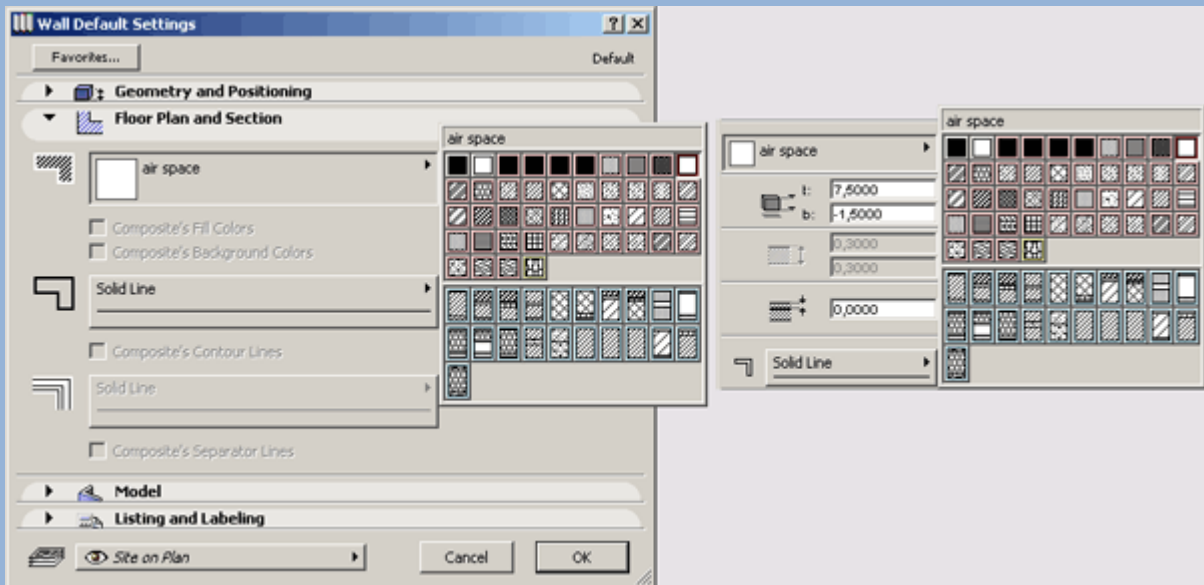 Wall Default Settings
Favorites...
Default
Geometry and Positioning
Floor Plan and Section
air space
Composite's Fill Colors
Composite's Background Colors
Solid Line
Composite's Contour Lines
Solid Line
Composite's Separator Lines
Model
Listing and Labeling
Site on Plan
Cancel
OK
air space
air space
t: 7,5000
b: -1,5000
0,3000
0,3000
0,0000
Solid Line
air space